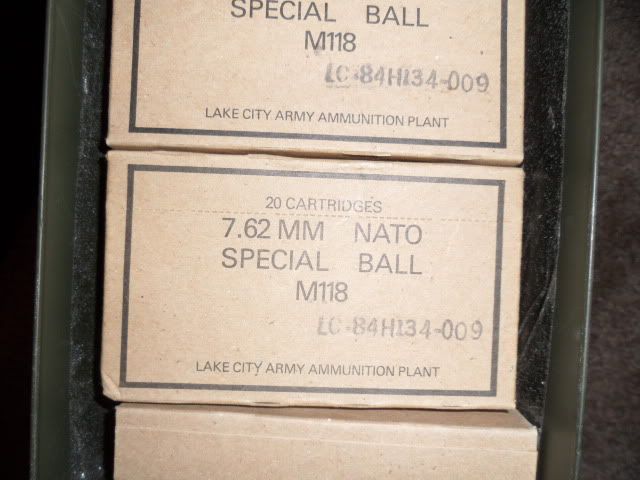 SPECIAL BALL
M118
LC-84H134-009
LAKE CITY ARMY AMMUNITION PLANT
20 CARTRIDGES
7.62 MM NATO
SPECIAL BALL
M118
LC-84H134-009
LAKE CITY ARMY AMMUNITION PLANT